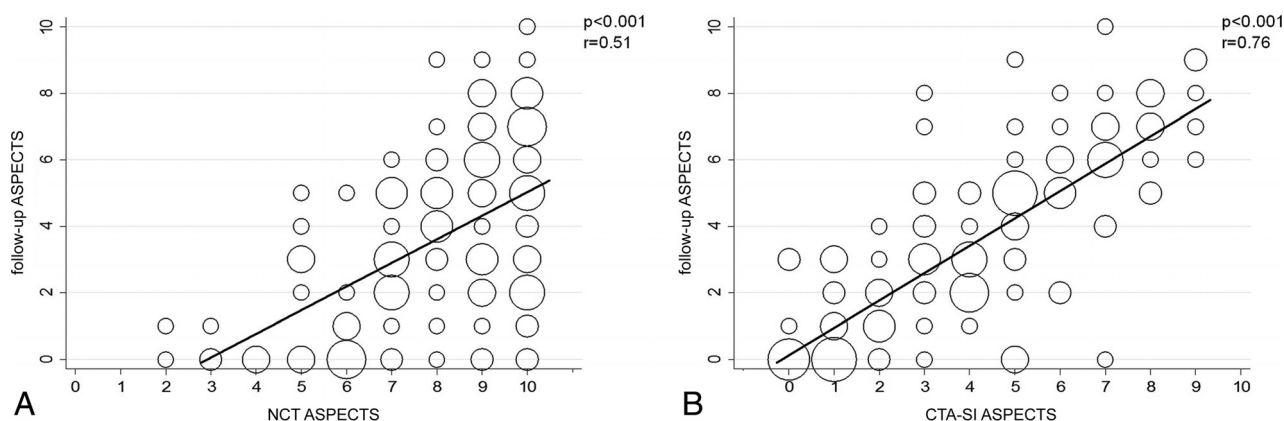 10
8
6
4
2
0
follow-up ASPECTS
p<0.001
r=0.51
0 1 2 3 4 5 6 7 8 9 10
NCT ASPECTS
A
10
8
6
4
2
0
follow-up ASPECTS
p<0.001
r=0.76
0 1 2 3 4 5 6 7 8 9 10
CTA-SI ASPECTS
B